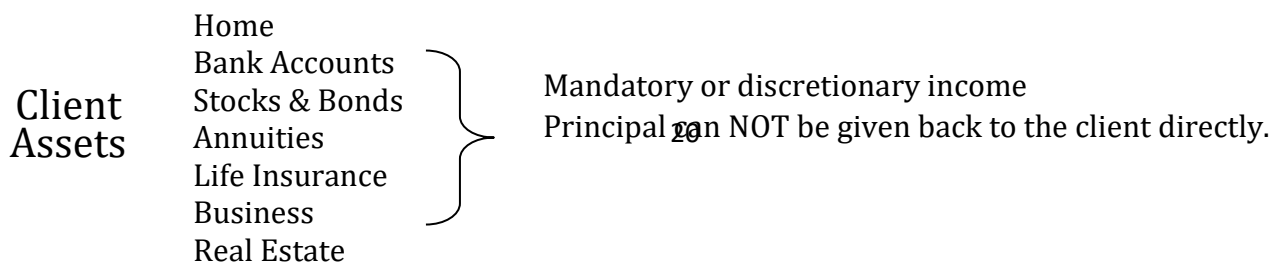 Client
Assets
Home
Bank Accounts
Stocks & Bonds
Annuities
Life Insurance
Business
Real Estate
Mandatory or discretionary income
Principal can NOT be given back to the client directly.
20